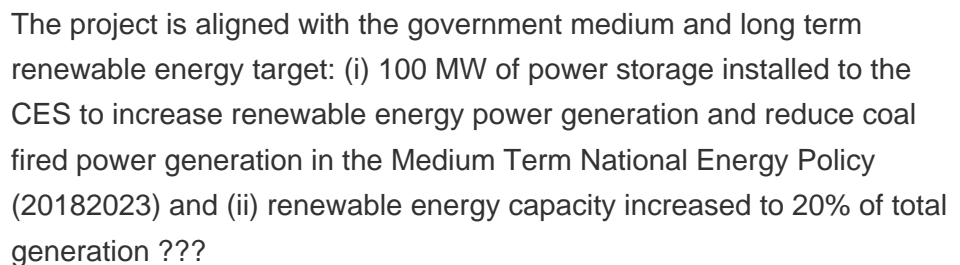 The project is aligned with the government medium and long term
renewable energy target: (i) 100 MW of power storage installed to the
CES to increase renewable energy power generation and reduce coal
fired power generation in the Medium Term National Energy Policy
(20182023) and (ii) renewable energy capacity increased to 20% of total
generation ???